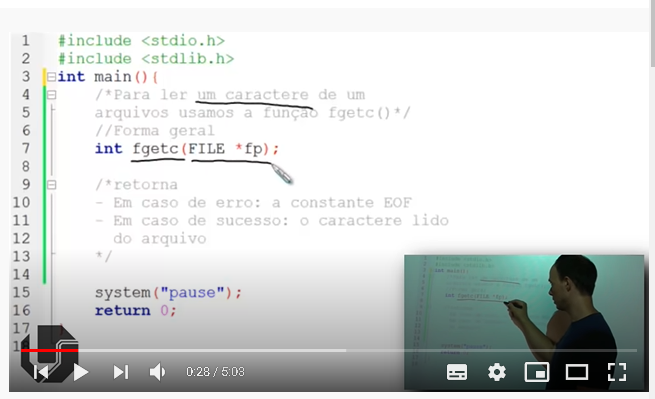 1 #include <stdio.h>
2 #include <stdlib.h>
3 int main(){
4 /*Para ler um caractere de um
5 arquivos usamos a função fgetc()*/
6 //Forma geral
7 int fgetc(FILE *fp);
8
9 /*retorna
10 - Em caso de erro: a constante EOF
11 - Em caso de sucesso: o caractere lido
12 do arquivo
13 */
14
15 system("pause");
16 return 0;
17
0:28 / 5:03